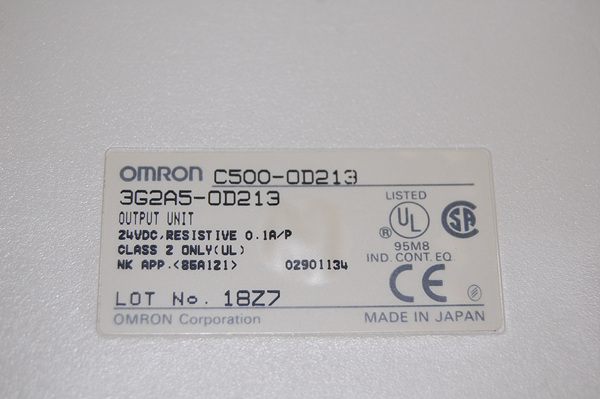 OMRON C500-OD213
3G2A5-OD213
OUTPUT UNIT
24VDC, RESISTIVE 0.1A/P
CLASS 2 ONLY(UL)
NK APP.<86A121> 02901134
LOT No. 18Z7
OMRON Corporation
LISTED
UL
®
SA
95M8
IND. CONT. EQ.
CE
MADE IN JAPAN